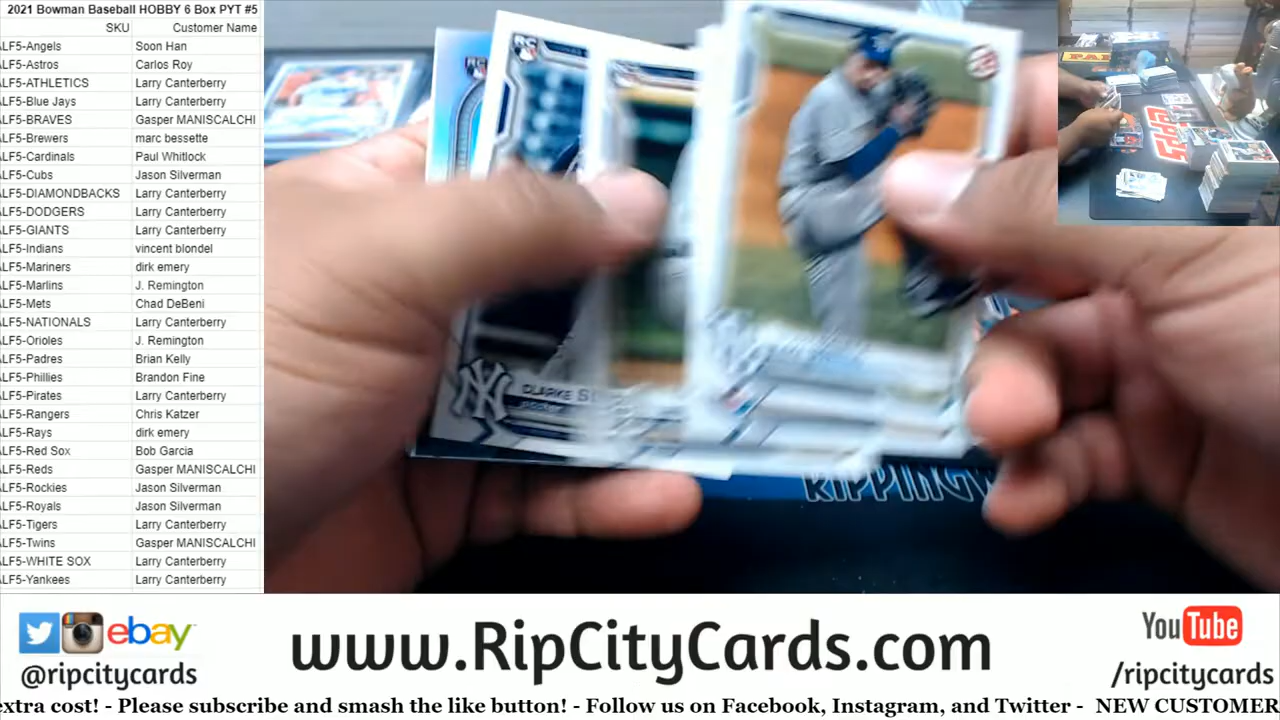 2021 Bowman Baseball HOBBY 6 Box PYT #5
SKU Customer Name
ALF5-Angels Soon Han
ALF5-Astros Carlos Roy
ALF5-ATHLETICS Larry Canterberry
ALF5-Blue Jays Larry Canterberry
ALF5-BRAVES Gasper MANISCALCHI
ALF5-Brewers marc bessette
ALF5-Cardinals Paul Whitlock
ALF5-Cubs Jason Silverman
ALF5-DIAMONDBACKS Larry Canterberry
ALF5-DODGERS Larry Canterberry
ALF5-GIANTS Larry Canterberry
ALF5-Indians vincent blondel
ALF5-Mariners dirk emery
ALF5-Marlins J. Remington
ALF5-Mets Chad DeBeni
ALF5-NATIONALS Larry Canterberry
ALF5-Orioles J. Remington
ALF5-Padres Brian Kelly
ALF5-Phillies Brandon Fine
ALF5-Pirates Larry Canterberry
ALF5-Rangers Chris Katzer
ALF5-Rays dirk emery
ALF5-Red Sox Bob Garcia
ALF5-Reds Gasper MANISCALCHI
ALF5-Rockies Jason Silverman
ALF5-Royals Jason Silverman
ALF5-Tigers Larry Canterberry
ALF5-Twins Gasper MANISCALCHI
ALF5-WHITE SOX Larry Canterberry
ALF5-Yankees Larry Canterberry
RC
NY CLARKE
ebay
@ripcitycards
www.RipCityCards.com
YouTube
/ripcitycards
extra cost! - Please subscribe and smash the like button! - Follow us on Facebook, Instagram, and Twitter - NEW CUSTOMER